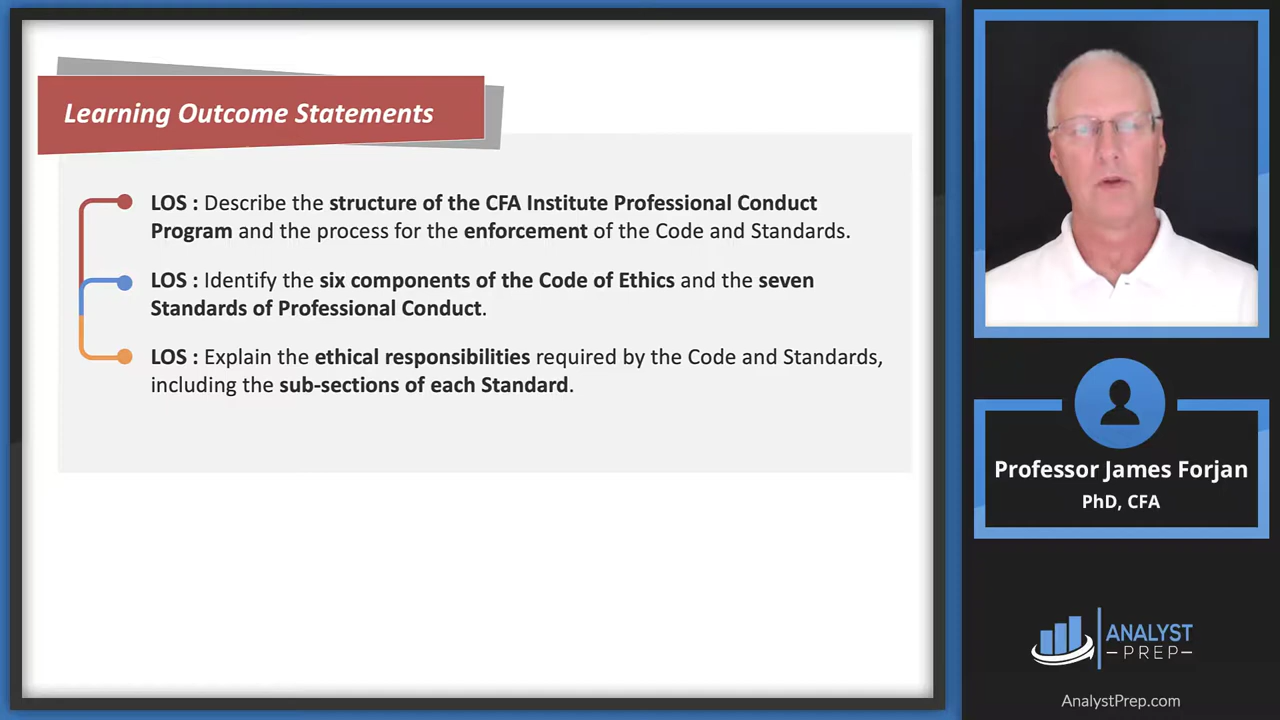 Learning Outcome Statements
LOS : Describe the structure of the CFA Institute Professional Conduct
Program and the process for the enforcement of the Code and Standards.
LOS : Identify the six components of the Code of Ethics and the seven
Standards of Professional Conduct.
LOS : Explain the ethical responsibilities required by the Code and Standards,
including the sub-sections of each Standard.
Professor James Forjan
PhD, CFA
ANALYST
PREP
AnalystPrep.com